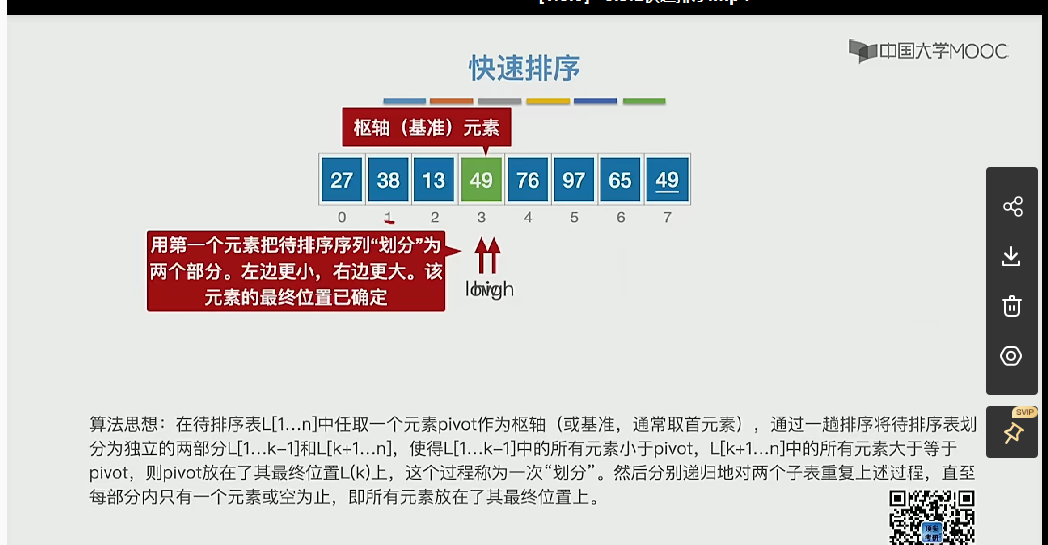 中国大学MOOC
快速排序
枢轴（基准）元素
27 38 13 49 76 97 65 49
0 1 2 3 4 5 6 7
用第一个元素把待排序序列“划分”为
两个部分。左边更小，右边更大。该
元素的最终位置已确定
low high
算法思想：在待排序表L[1…n]中任取一个元素pivot作为枢轴（或基准，通常取首元素），通过一趟排序将待排序表划
分为独立的两部分L[1…k-1]和L[k+1…n]，使得L[1…k-1]中的所有元素小于pivot，L[k+1…n]中的所有元素大于等于
pivot，则pivot放在了其最终位置L(k)上，这个过程称为一次“划分”。然后分别递归地对两个子表重复上述过程，直至
每部分内只有一个元素或空为止，即所有元素放在了其最终位置上。
SVIP